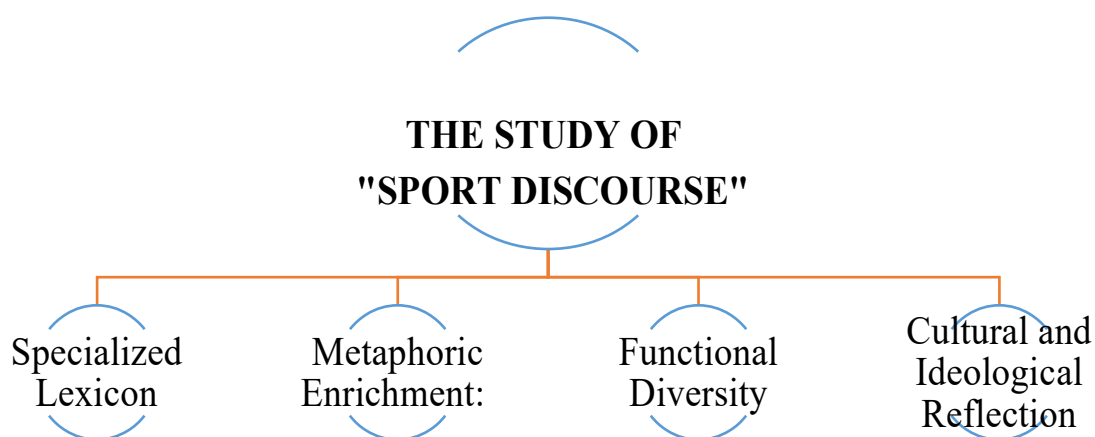 THE STUDY OF
"SPORT DISCOURSE"
Specialized
Lexicon
Metaphoric
Enrichment:
Functional
Diversity
Cultural and
Ideological
Reflection